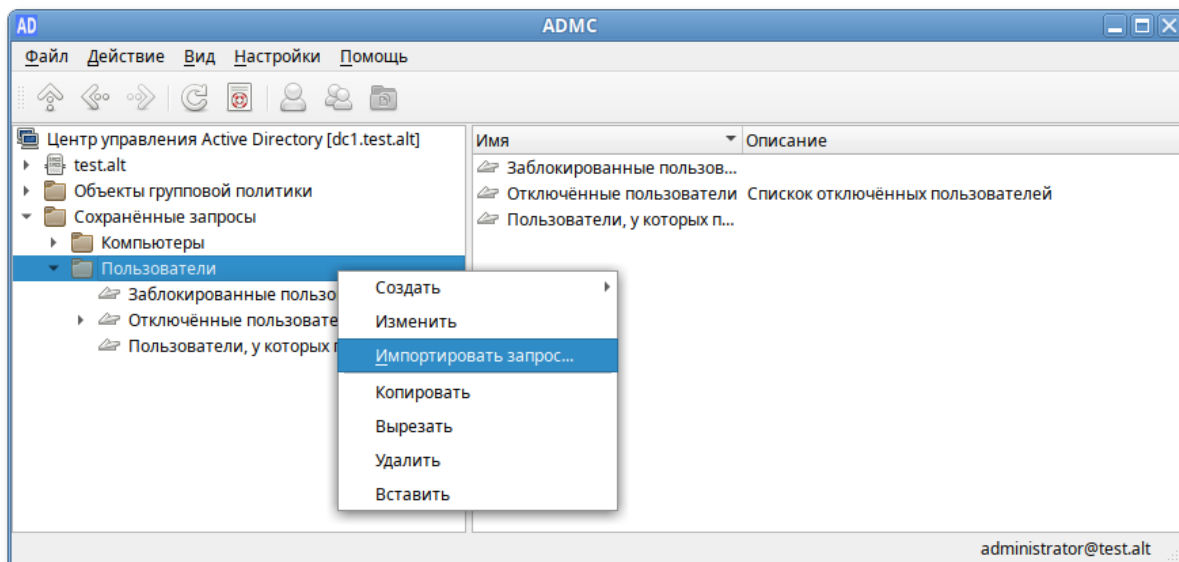 AD ADMC
Файл Действие Вид Настройки Помощь
Центр управления Active Directory [dc1.test.alt]
test.alt
Объекты групповой политики
Сохранённые запросы
Компьютеры
Пользователи
Заблокированные пользо
Отключённые пользовате
Пользователи, у которых
Имя Описание
Заблокированные пользов...
Отключённые пользователи Спискок отключённых пользователей
Пользователи, у которых п...
Создать
Изменить
Импортировать запрос...
Копировать
Вырезать
Удалить
Вставить
administrator@test.alt